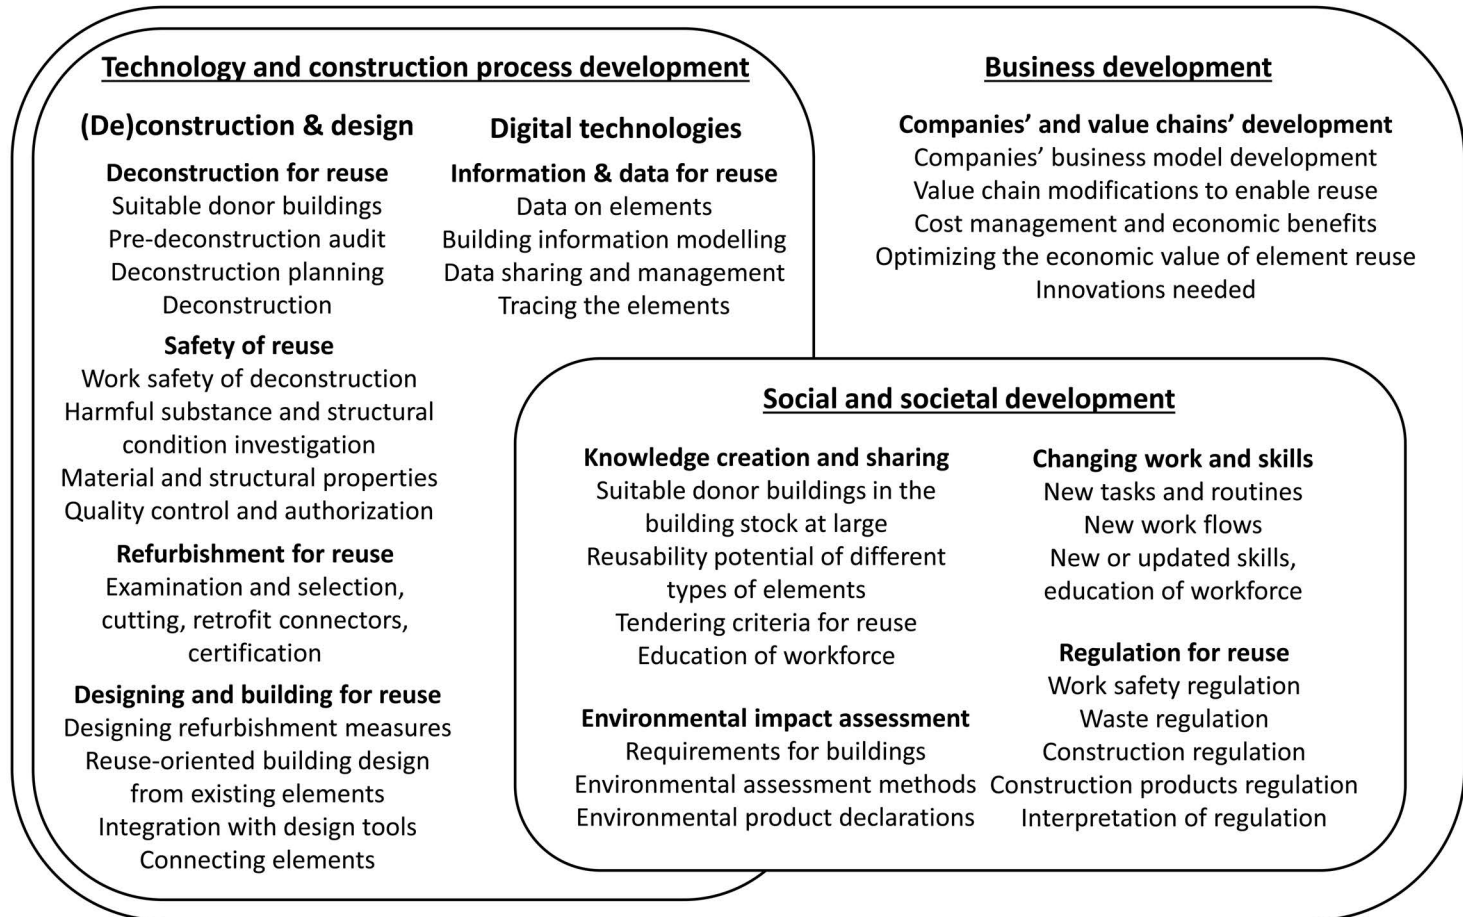 Technology and construction process development
(De)construction & design
Deconstruction for reuse
Suitable donor buildings
Pre-deconstruction audit
Deconstruction planning
Deconstruction
Safety of reuse
Work safety of deconstruction
Harmful substance and structural
condition investigation
Material and structural properties
Quality control and authorization
Refurbishment for reuse
Examination and selection,
cutting, retrofit connectors,
certification
Designing and building for reuse
Designing refurbishment measures
Reuse-oriented building design
from existing elements
Integration with design tools
Connecting elements
Digital technologies
Information & data for reuse
Data on elements
Building information modelling
Data sharing and management
Tracing the elements
Business development
Companies’ and value chains’ development
Companies’ business model development
Value chain modifications to enable reuse
Cost management and economic benefits
Optimizing the economic value of element reuse
Innovations needed
Social and societal development
Knowledge creation and sharing
Suitable donor buildings in the
building stock at large
Reusability potential of different
types of elements
Tendering criteria for reuse
Education of workforce
Environmental impact assessment
Requirements for buildings
Environmental assessment methods
Environmental product declarations
Changing work and skills
New tasks and routines
New work flows
New or updated skills,
education of workforce
Regulation for reuse
Work safety regulation
Waste regulation
Construction regulation
Construction products regulation
Interpretation of regulation